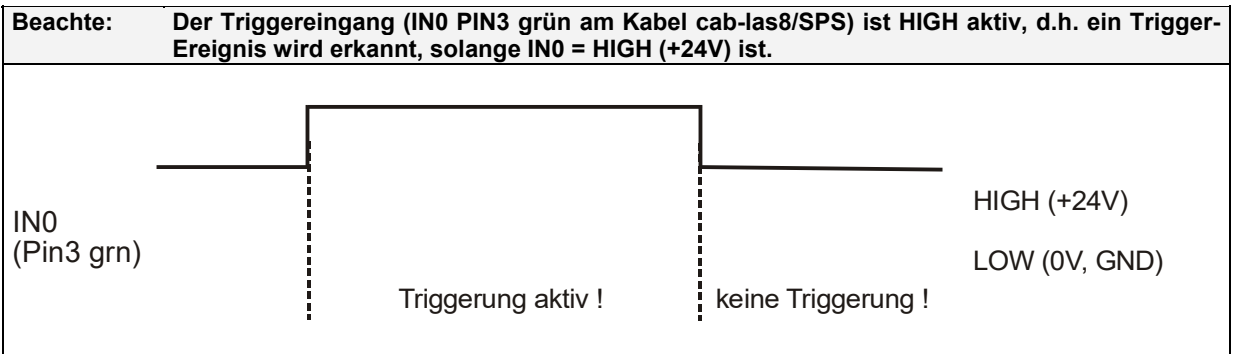 Beachte: Der Triggereingang (IN0 PIN3 grün am Kabel cab-las8/SPS) ist HIGH aktiv, d.h. ein Trigger-
Ereignis wird erkannt, solange IN0 = HIGH (+24V) ist.
IN0
(Pin3 grn)
HIGH (+24V)
LOW (0V, GND)
Triggerung aktiv !
keine Triggerung !